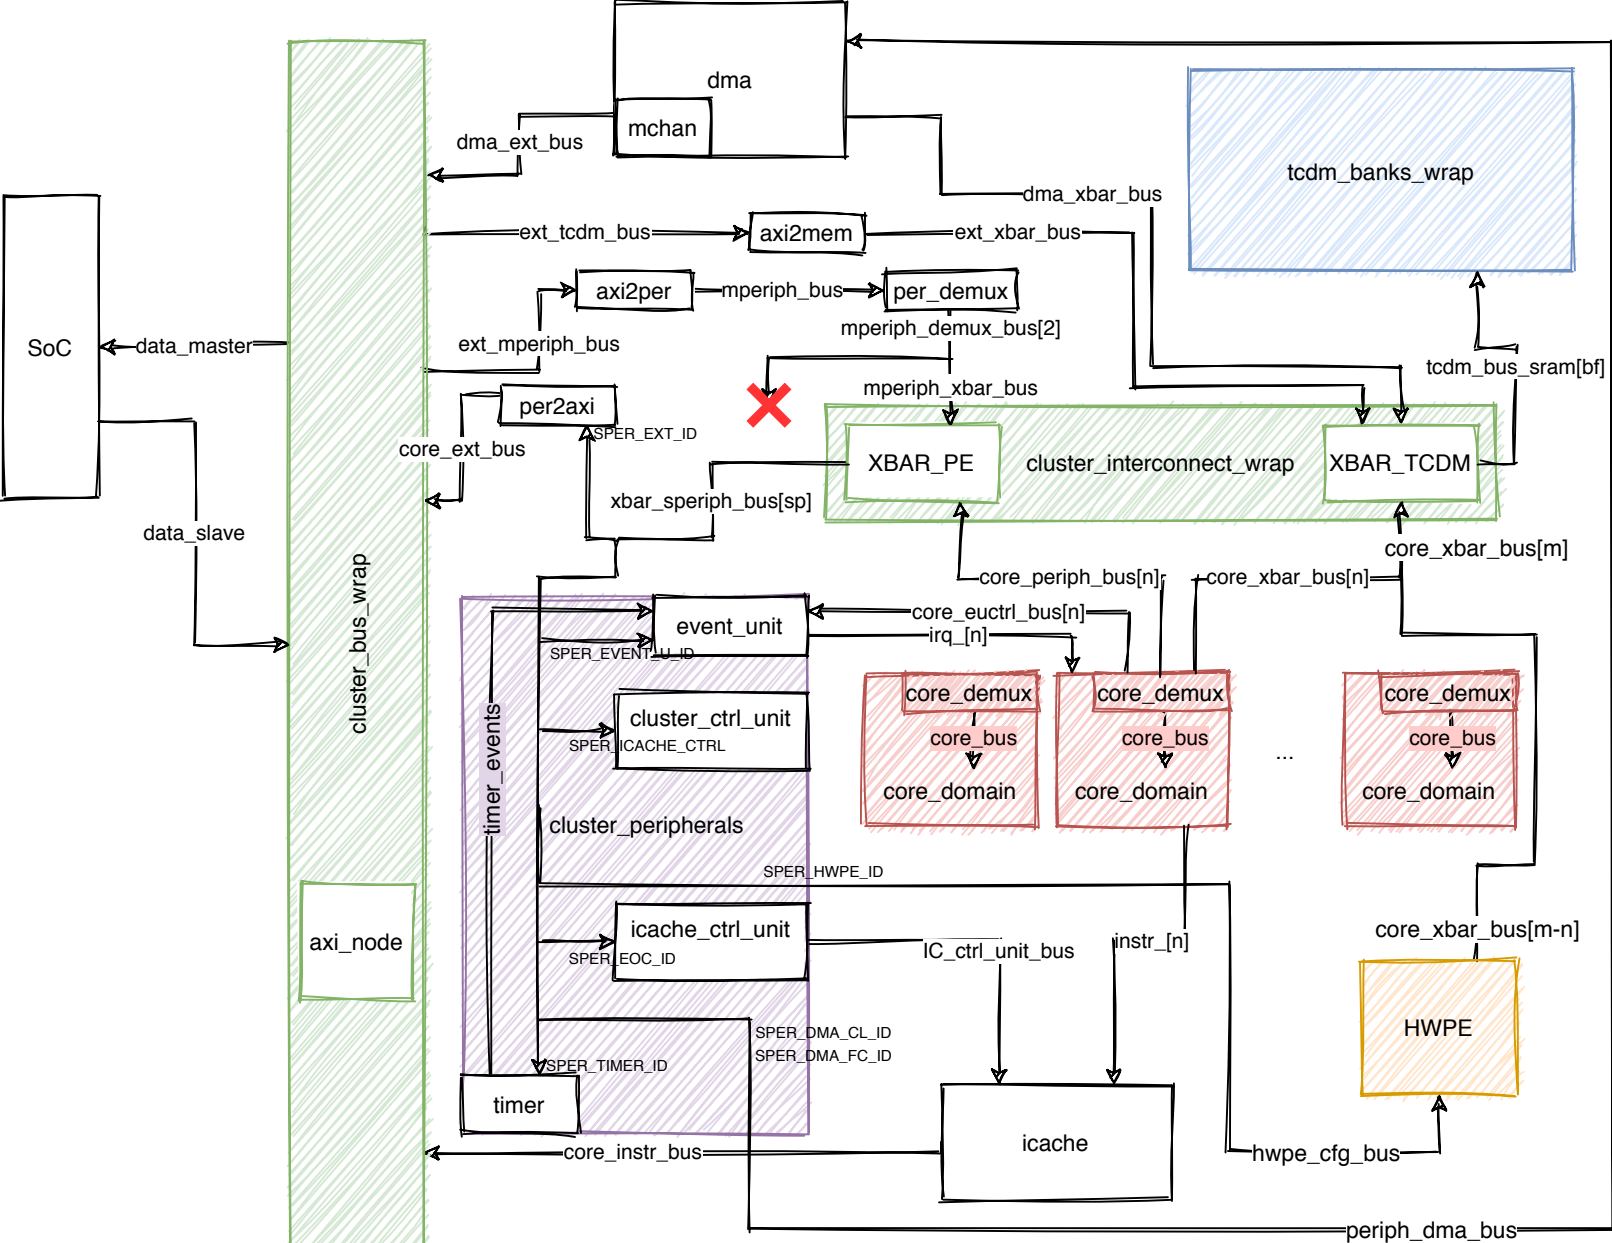 dma
mchan
dma_ext_bus
tcdm_banks_wrap
dma_xbar_bus
ext_tcdm_bus
axi2mem
ext_xbar_bus
axi2per
mperiph_bus
per_demux
mperiph_demux_bus[2]
SoC
data_master
ext_mperiph_bus
tcdm_bus_sram[bf]
mperiph_xbar_bus
per2axi
SPER_EXT_ID
core_ext_bus
XBAR_PE
cluster_interconnect_wrap
XBAR_TCDM
xbar_speriph_bus[sp]
data_slave
core_xbar_bus[m]
core_periph_bus[n]
core_xbar_bus[n]
cluster_bus_wrap
event_unit
core_euctrl_bus[n]
irq_[n]
SPER_EVENT_U_ID
core_demux
core_demux
core_demux
cluster_ctrl_unit
SPER_ICACHE_CTRL
core_bus
core_bus
core_bus
timer_events
...
core_domain
core_domain
core_domain
cluster_peripherals
SPER_HWPE_ID
icache_ctrl_unit
SPER_EOC_ID
axi_node
IC_ctrl_unit_bus
instr_[n]
core_xbar_bus[m-n]
HWPE
SPER_DMA_CL_ID
SPER_DMA_FC_ID
SPER_TIMER_ID
timer
icache
core_instr_bus
hwpe_cfg_bus
periph_dma_bus